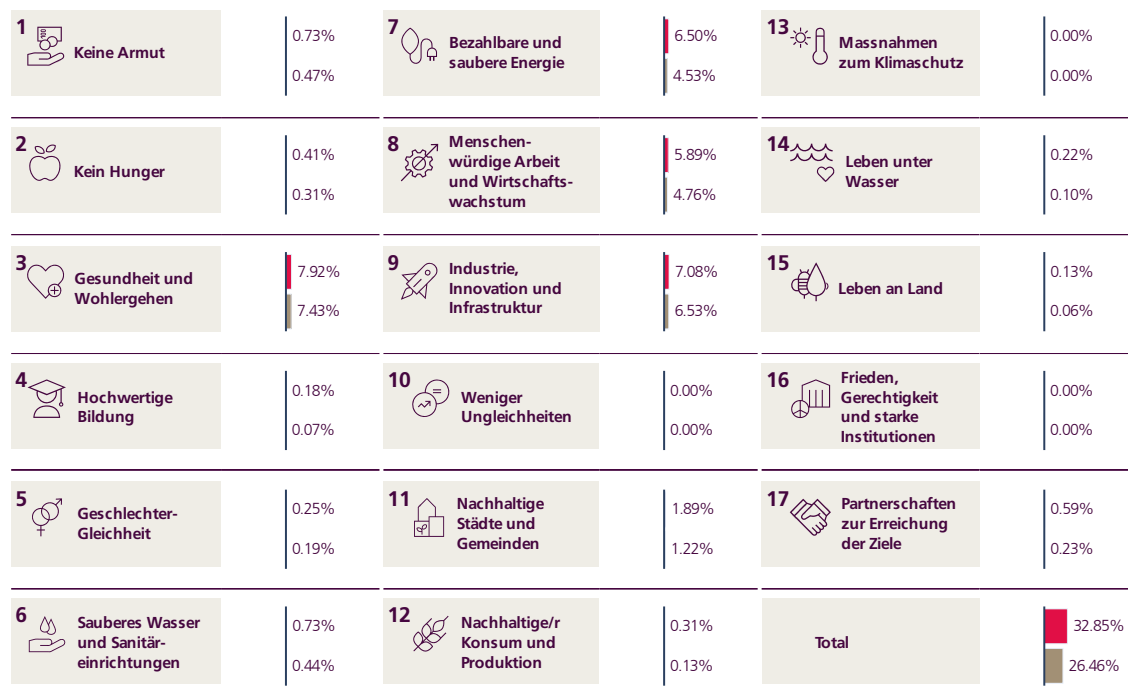 1
Keine Armut
0.73%
0.47%
2
Kein Hunger
0.41%
0.31%
3
Gesundheit und
Wohlergehen
7.92%
7.43%
4
Hochwertige
Bildung
0.18%
0.07%
5
Geschlechter-
Gleichheit
0.25%
0.19%
6
Sauberes Wasser
und Sanitär-
einrichtungen
0.73%
0.44%
7
Bezahlbare und
saubere Energie
6.50%
4.53%
8
Menschen-
würdige Arbeit
und Wirtschafts-
wachstum
5.89%
4.76%
9
Industrie,
Innovation und
Infrastruktur
7.08%
6.53%
10
Weniger
Ungleichheiten
0.00%
0.00%
11
Nachhaltige
Städte und
Gemeinden
1.89%
1.22%
12
Nachhaltige/r
Konsum und
Produktion
0.31%
0.13%
13
Massnahmen
zum Klimaschutz
0.00%
0.00%
14
Leben unter
Wasser
0.22%
0.10%
15
Leben an Land
0.13%
0.06%
16
Frieden,
Gerechtigkeit
und starke
Institutionen
0.00%
0.00%
17
Partnerschaften
zur Erreichung
der Ziele
0.59%
0.23%
Total
32.85%
26.46%